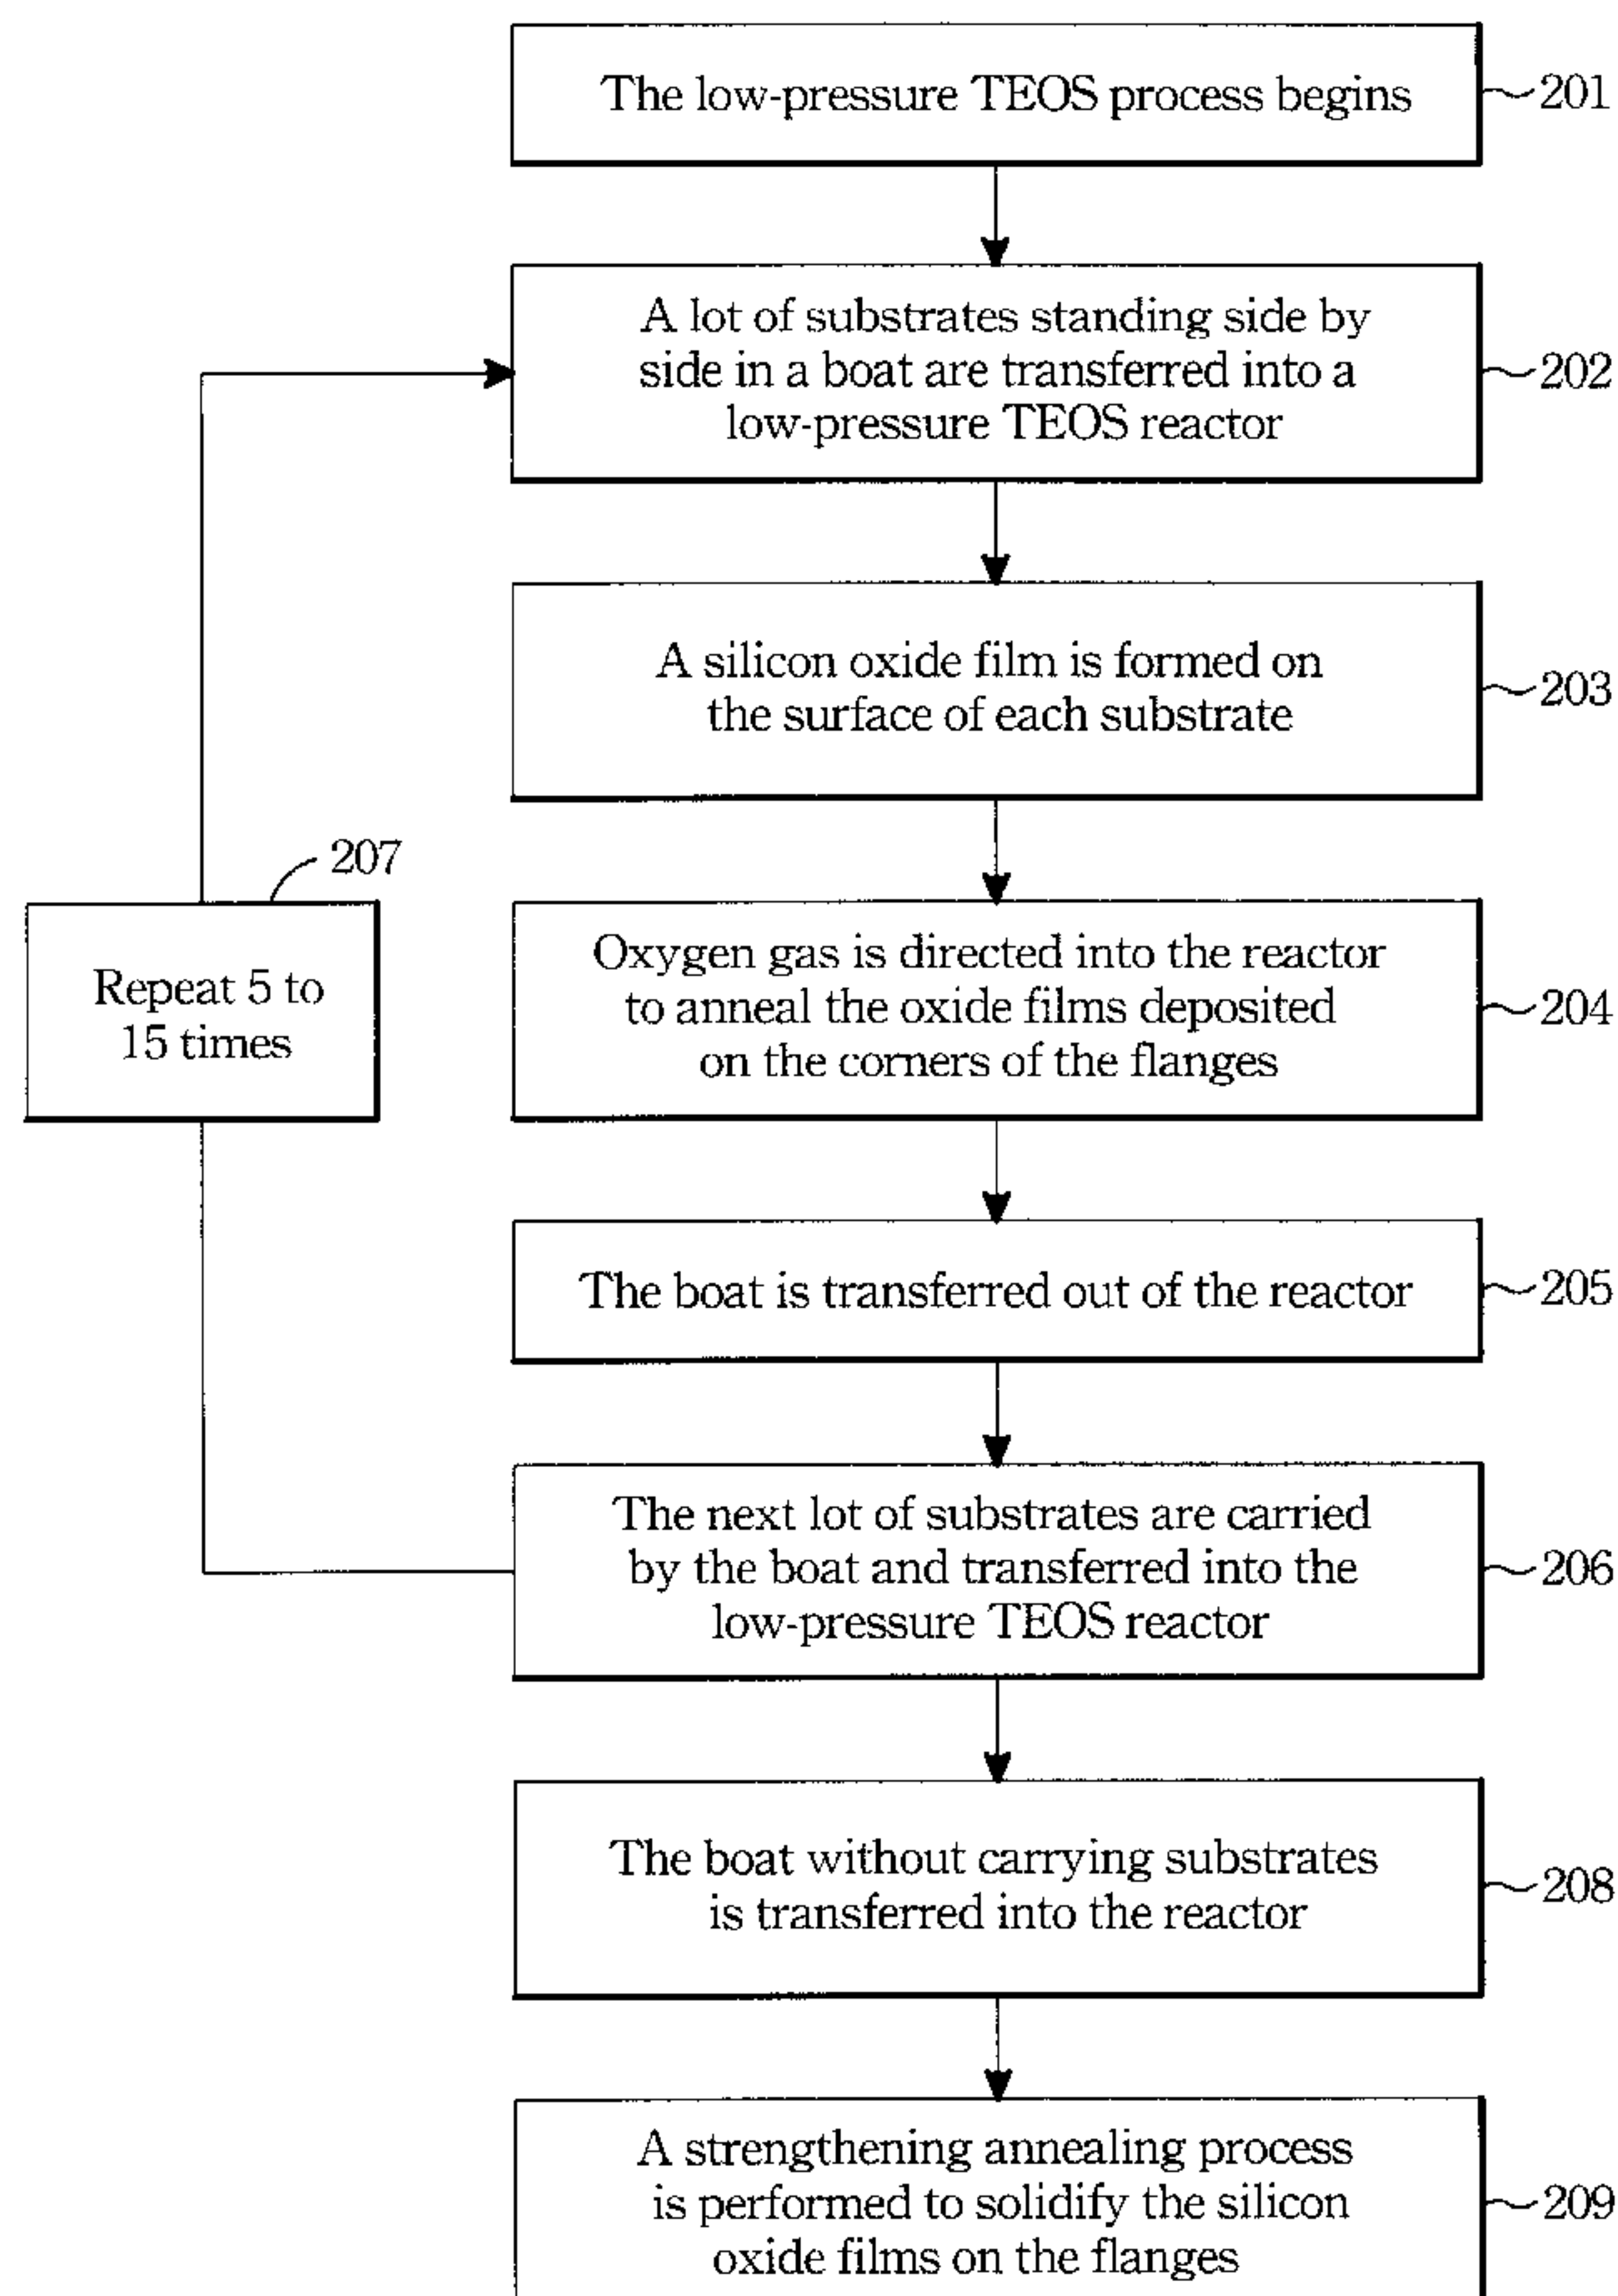 The low-pressure TEOS process begins
201
A lot of substrates standing side by
side in a boat are transferred into a
low-pressure TEOS reactor
202
A silicon oxide film is formed on
the surface of each substrate
203
207
Repeat 5 to
15 times
Oxygen gas is directed into the reactor
to anneal the oxide films deposited
on the corners of the flanges
204
The boat is transferred out of the reactor
205
The next lot of substrates are carried
by the boat and transferred into the
low-pressure TEOS reactor
206
The boat without carrying substrates
is transferred into the reactor
208
A strengthening annealing process
is performed to solidify the silicon
oxide films on the flanges
209